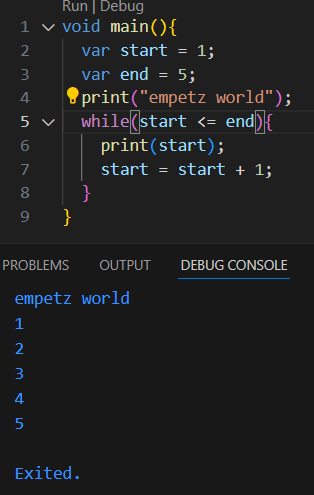 Run | Debug
1 void main(){
2 var start = 1;
3 var end = 5;
4 print("empetz world");
5 while(start <= end){
6 print(start);
7 start = start + 1;
8 }
9 }
PROBLEMS OUTPUT DEBUG CONSOLE
empetz world
1
2
3
4
5
Exited.